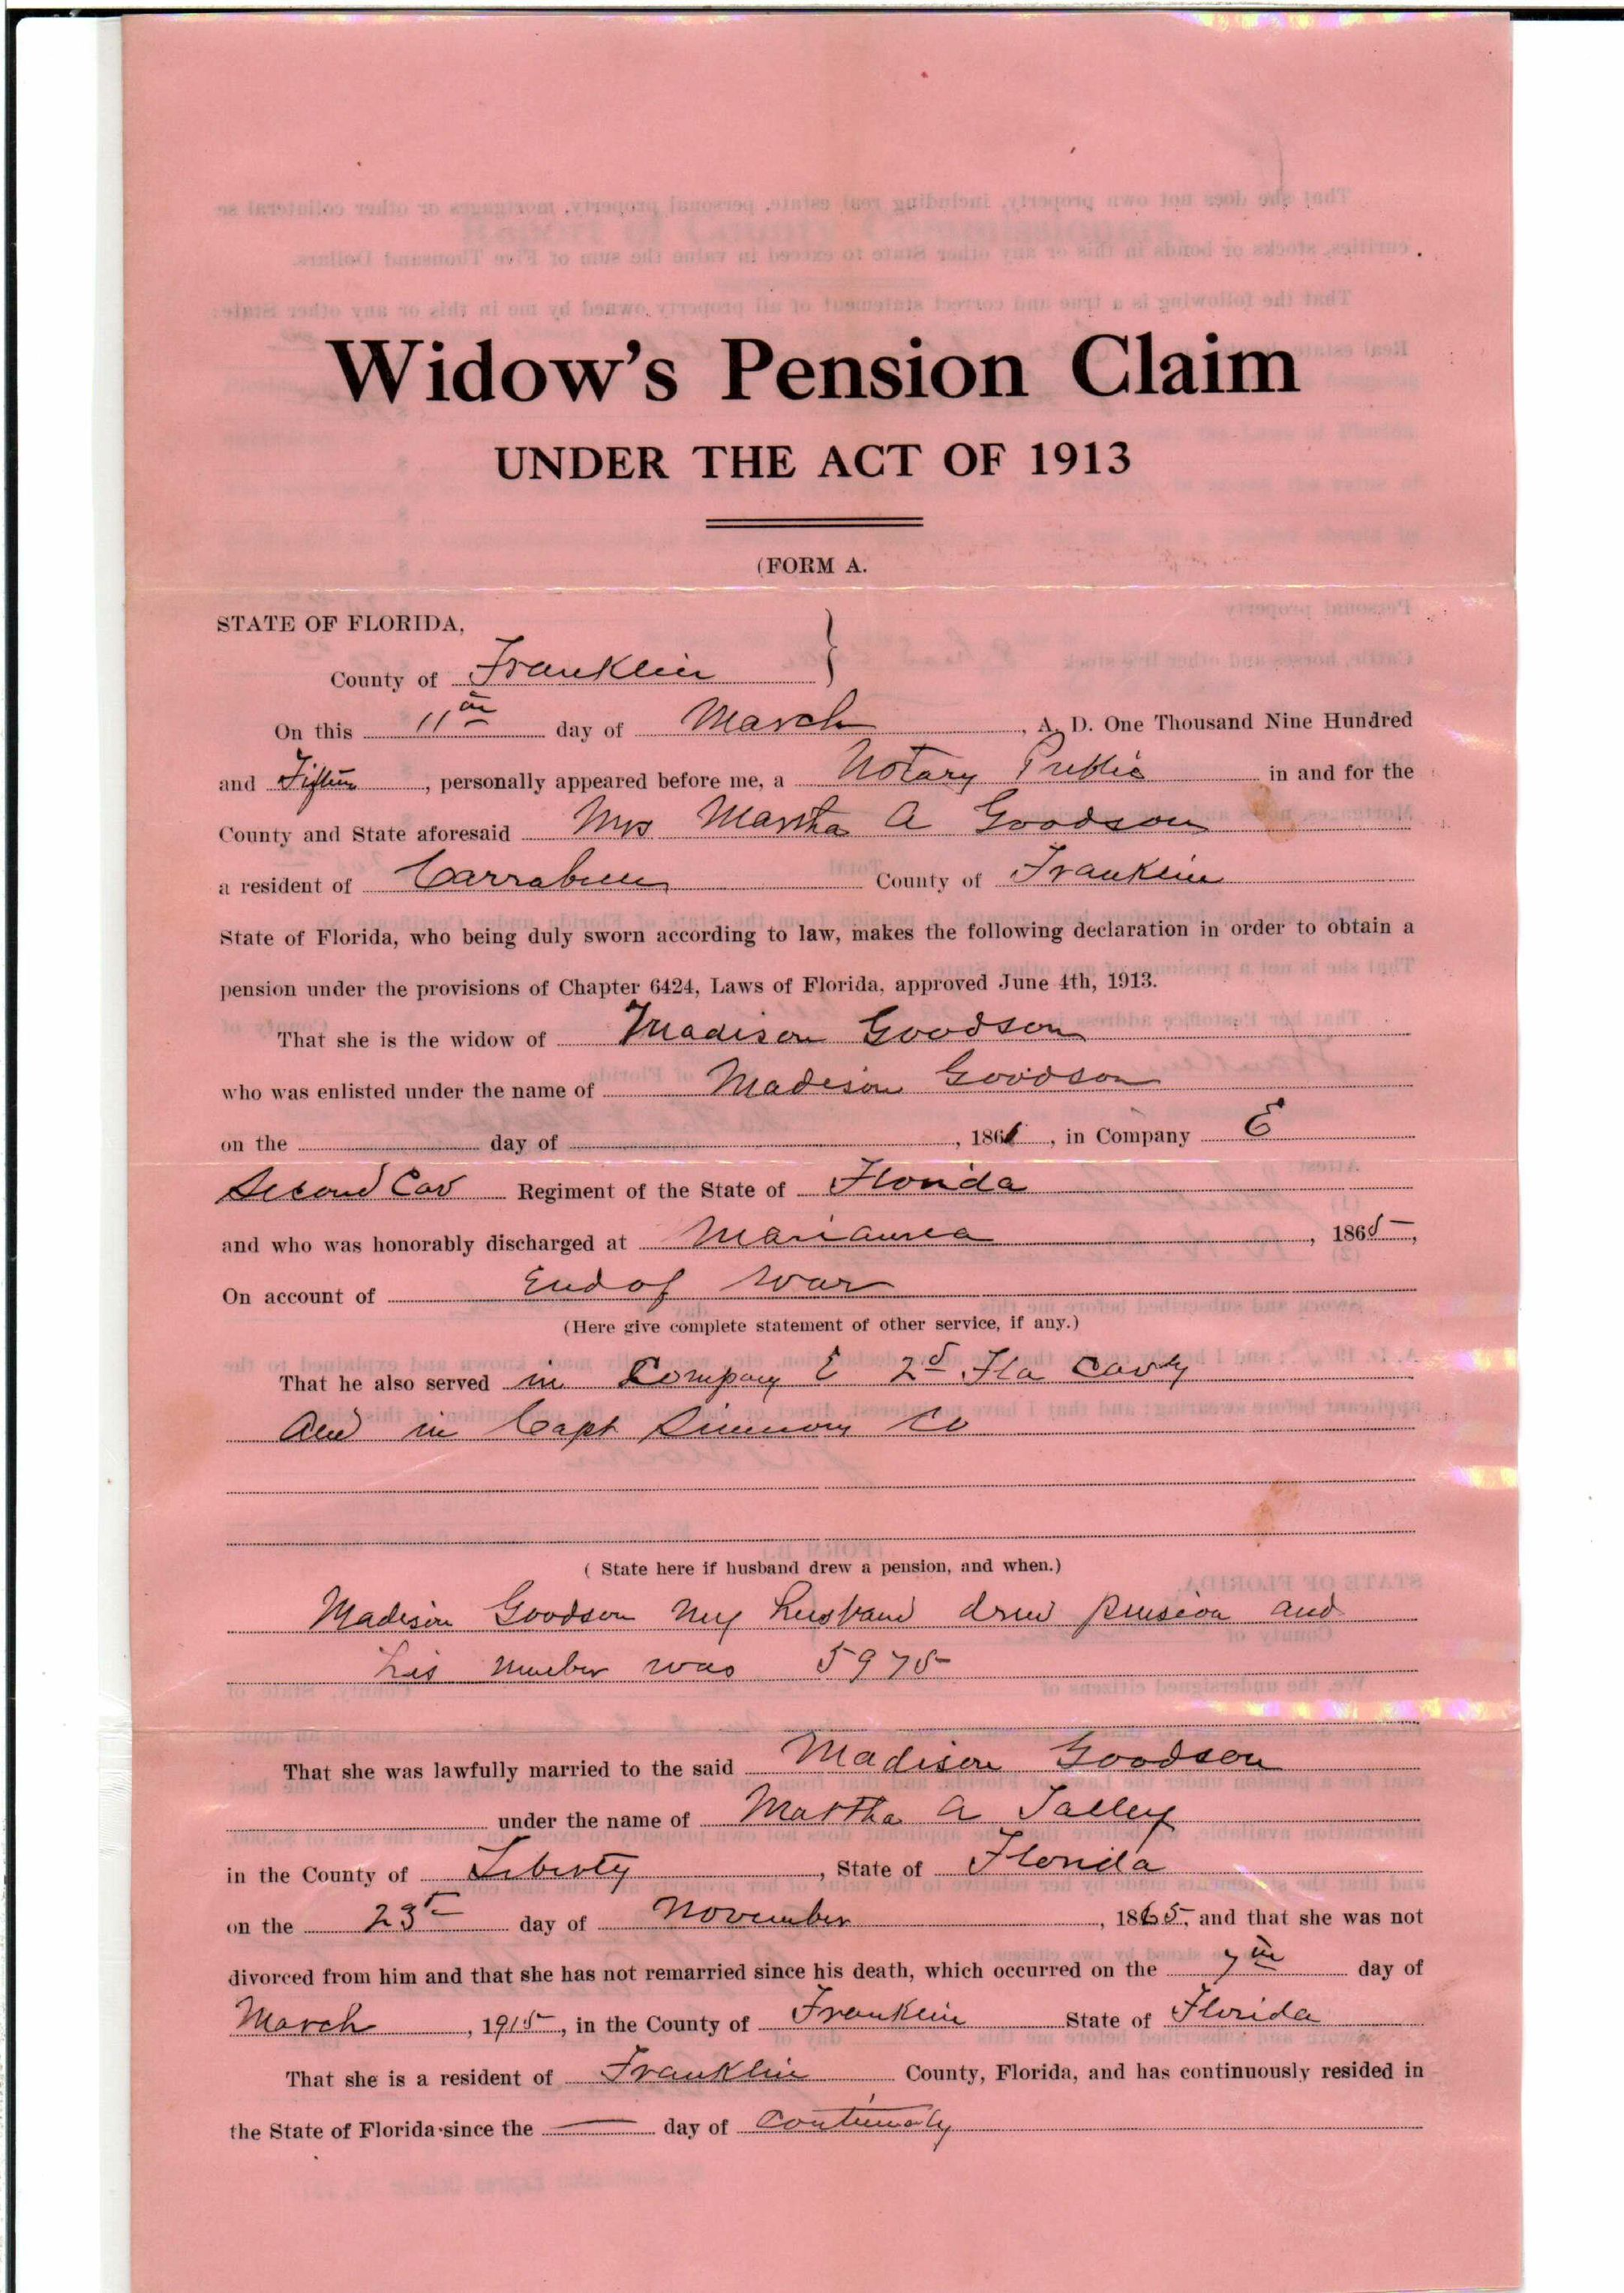 Widow's Pension Claim
UNDER THE ACT OF 1913
(FORM A.
STATE OF FLORIDA,
County of Franklin
On this 11th day of March, A. D. One Thousand Nine Hundred
and Fifteen, personally appeared before me, a Notary Public in and for the
County and State aforesaid Mrs Martha A Goodson
a resident of Carrabelle County of Franklin
State of Florida, who being duly sworn according to law, makes the following declaration in order to obtain a
pension under the provisions of Chapter 6424, Laws of Florida, approved June 4th, 1913.
That she is the widow of Madison Goodson
who was enlisted under the name of Madison Goodson
on the day of , 1861, in Company E
Second Cav Regiment of the State of Florida
and who was honorably discharged at Marianna, 1865,
On account of End of War
(Here give complete statement of other service, if any.)
That he also served in Company E 2d Fla Cavly
And in Capt Simmons Co
( State here if husband drew a pension, and when.)
Madison Goodson my husband drew pension and
his number was 5975
That she was lawfully married to the said Madison Goodson
under the name of Martha A Talley
in the County of Liberty, State of Florida
on the 23 day of November, 1865, and that she was not
divorced from him and that she has not remarried since his death, which occurred on the 7th day of
March, 1915, in the County of Franklin State of Florida
That she is a resident of Franklin County, Florida, and has continuously resided in
the State of Florida since the — day of Continualy